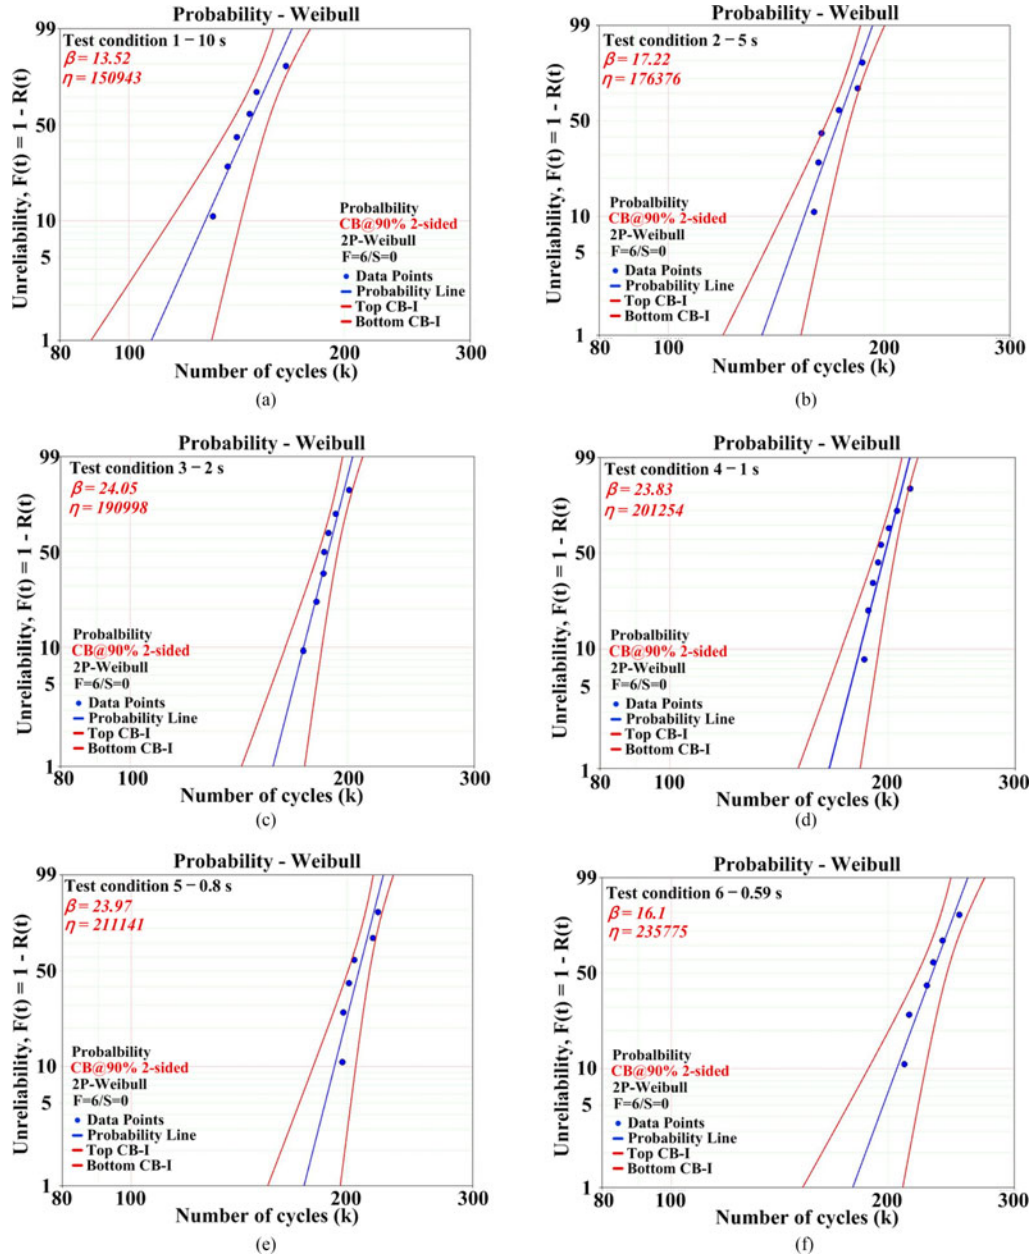 Probability - Weibull
99
Test condition 1 – 10 s
β = 13.52
η = 150943
50
10
5
1
Unreliability, F(t) = 1 - R(t)
Probalbility
CB@90% 2-sided
2P-Weibull
F=6/S=0
Data Points
Probability Line
Top CB-I
Bottom CB-I
80 100 200 300
Number of cycles (k)
(a)
Probability - Weibull
99
Test condition 2 – 5 s
β = 17.22
η = 176376
50
10
5
1
Unreliability, F(t) = 1 - R(t)
Probalbility
CB@90% 2-sided
2P-Weibull
F=6/S=0
Data Points
Probability Line
Top CB-I
Bottom CB-I
80 100 200 300
Number of cycles (k)
(b)
Probability - Weibull
99
Test condition 3 – 2 s
β = 24.05
η = 190998
50
10
5
1
Unreliability, F(t) = 1 - R(t)
Probalbility
CB@90% 2-sided
2P-Weibull
F=6/S=0
Data Points
Probability Line
Top CB-I
Bottom CB-I
80 100 200 300
Number of cycles (k)
(c)
Probability - Weibull
99
Test condition 4 – 1 s
β = 23.83
η = 201254
50
10
5
1
Unreliability, F(t) = 1 - R(t)
Probalbility
CB@90% 2-sided
2P-Weibull
F=6/S=0
Data Points
Probability Line
Top CB-I
Bottom CB-I
80 100 200 300
Number of cycles (k)
(d)
Probability - Weibull
99
Test condition 5 – 0.8 s
β = 23.97
η = 211141
50
10
5
1
Unreliability, F(t) = 1 - R(t)
Probalbility
CB@90% 2-sided
2P-Weibull
F=6/S=0
Data Points
Probability Line
Top CB-I
Bottom CB-I
80 100 200 300
Number of cycles (k)
(e)
Probability - Weibull
99
Test condition 6 – 0.59 s
β = 16.1
η = 235775
50
10
5
1
Unreliability, F(t) = 1 - R(t)
Probalbility
CB@90% 2-sided
2P-Weibull
F=6/S=0
Data Points
Probability Line
Top CB-I
Bottom CB-I
80 100 200 300
Number of cycles (k)
(f)